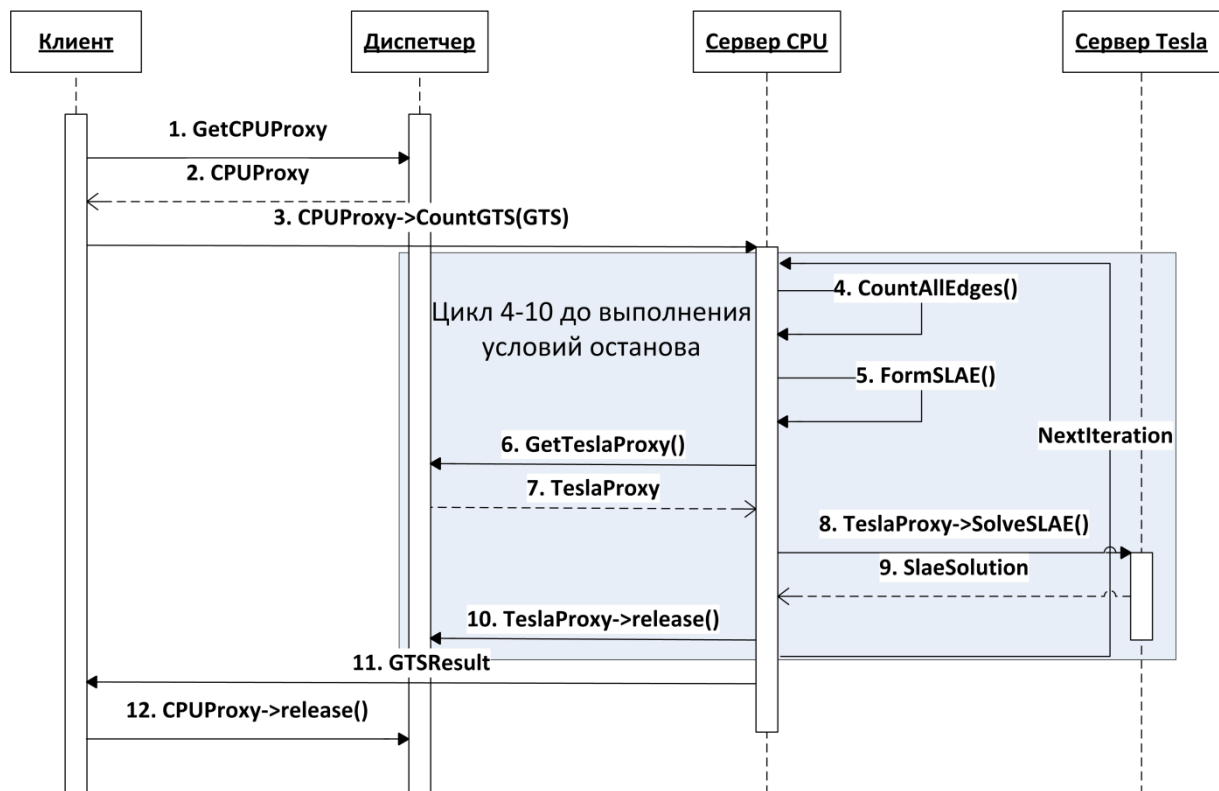 Клиент
Диспетчер
Сервер CPU
Сервер Tesla
1. GetCPUProxy
2. CPUProxy
3. CPUProxy->CountGTS(GTS)
4. CountAllEdges()
Цикл 4-10 до выполнения
условий останова
5. FormSLAE()
NextIteration
6. GetTeslaProxy()
7. TeslaProxy
8. TeslaProxy->SolveSLAE()
9. SlaeSolution
10. TeslaProxy->release()
11. GTSResult
12. CPUProxy->release()